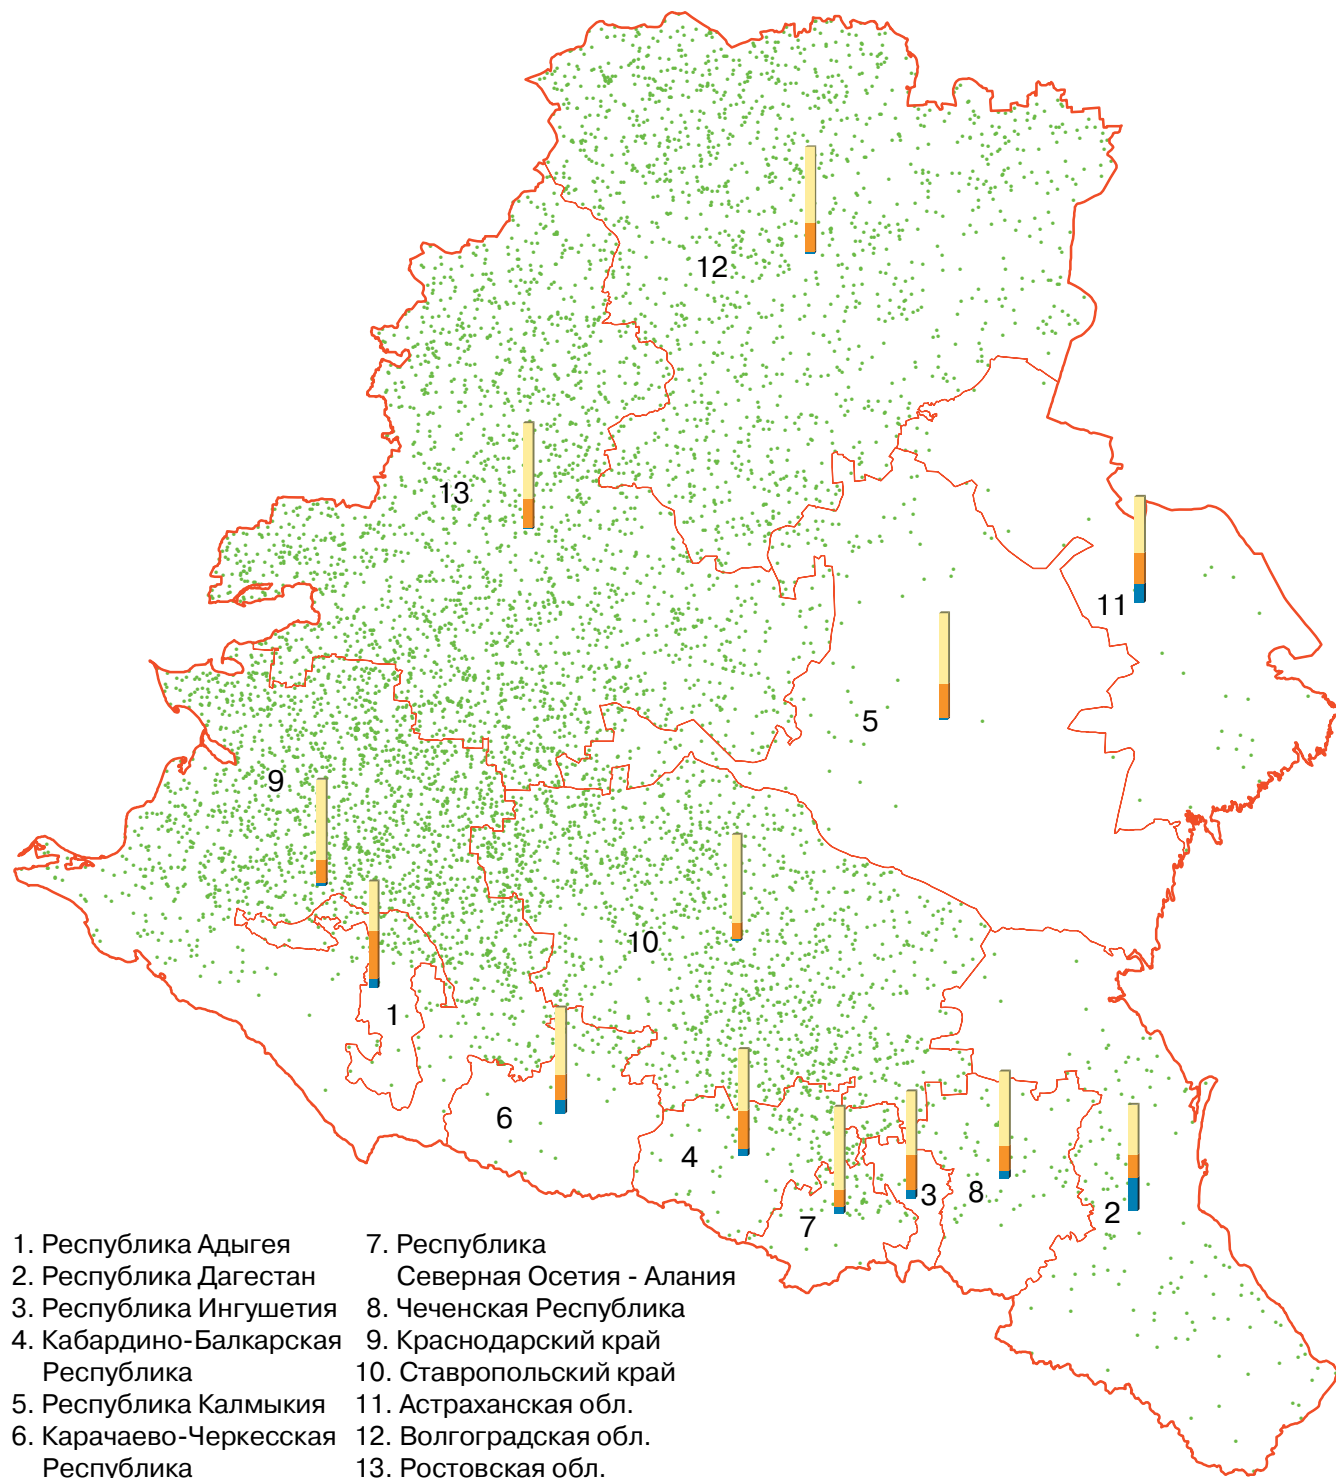 12
13
11
5
9
10
1
6
4
3
8
7
2
1. Республика Адыгея
2. Республика Дагестан
3. Республика Ингушетия
4. Кабардино-Балкарская
Республика
5. Республика Калмыкия
6. Карачаево-Черкесская
Республика
7. Республика
Северная Осетия - Алания
8. Чеченская Республика
9. Краснодарский край
10. Ставропольский край
11. Астраханская обл.
12. Волгоградская обл.
13. Ростовская обл.